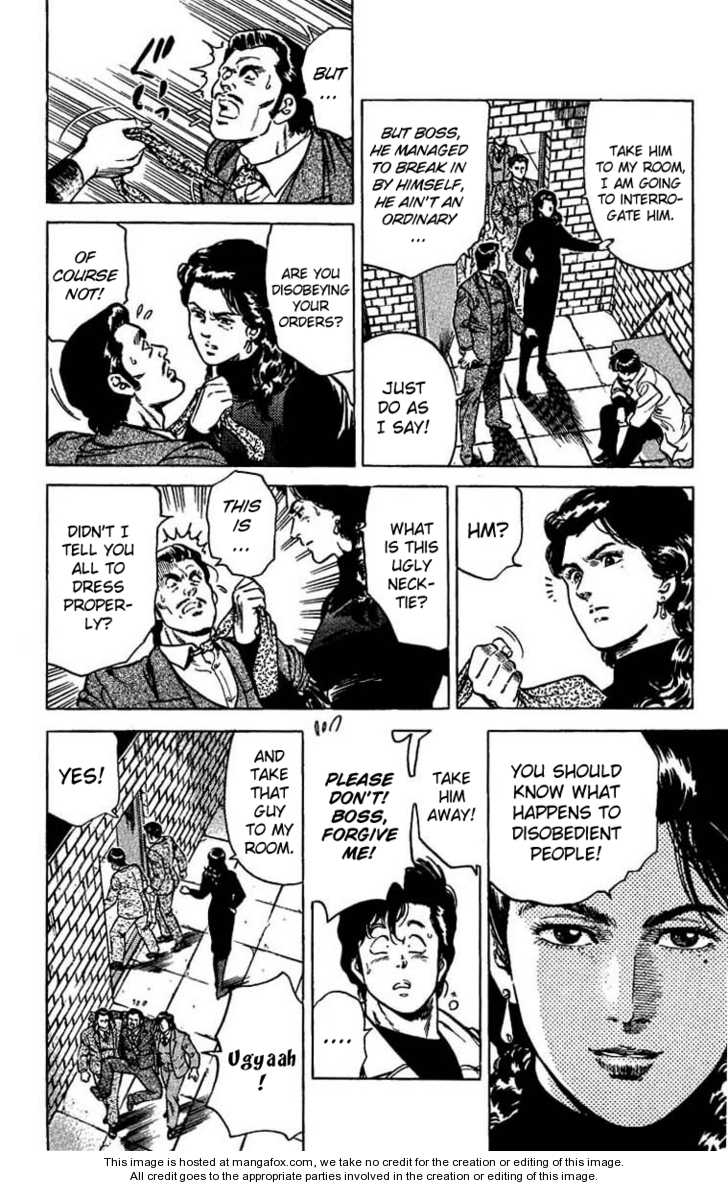 TAKE HIM
TO MY ROOM,
I AM GOING
TO INTERRO-
GATE HIM.
BUT BOSS,
HE MANAGED
TO BREAK IN
BY HIMSELF,
HE AIN'T AN
ORDINARY
...
JUST
DO AS
I SAY!
BUT
...
ARE YOU
DISOBEYING
YOUR
ORDERS?
OF
COURSE
NOT!
HM?
WHAT
IS THIS
UGLY
NECK-
TIE?
THIS
IS
...
DIDN'T I
TELL YOU
ALL TO
DRESS
PROPER-
LY?
YOU SHOULD
KNOW WHAT
HAPPENS TO
DISOBEDIENT
PEOPLE!
TAKE
HIM
AWAY!
PLEASE
DON'T!
BOSS,
FORGIVE
ME!
....
AND
TAKE
THAT
GUY
TO MY
ROOM.
YES!
Ugyaah
!
This image is hosted at mangafox.com, we take no credit for the creation or editing of this image.
All credit goes to the appropriate parties involved in the creation or editing of this image.